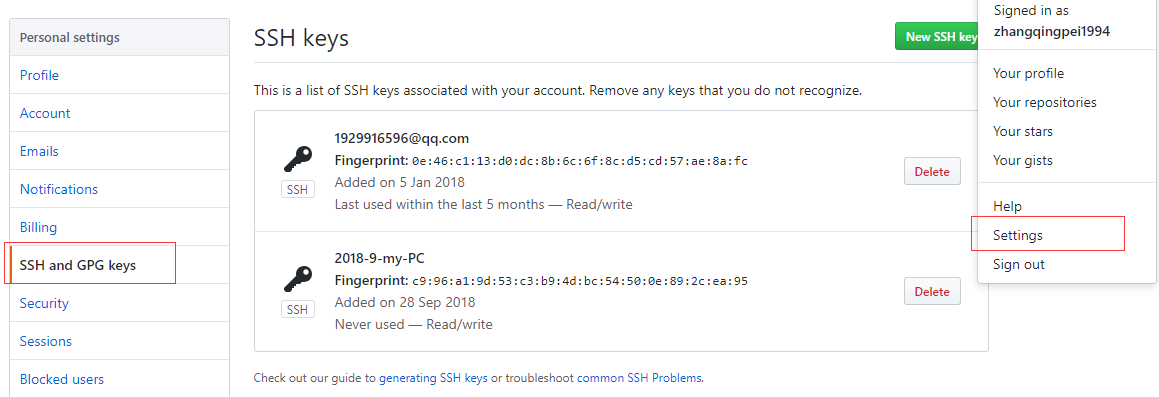 Personal settings
Profile
Account
Emails
Notifications
Billing
SSH and GPG keys
Security
Sessions
Blocked users
SSH keys
New SSH key
This is a list of SSH keys associated with your account. Remove any keys that you do not recognize.
SSH
1929916596@qq.com
Fingerprint: 0e:46:c1:13:d0:dc:8b:6c:6f:8c:d5:cd:57:ae:8a:fc
Added on 5 Jan 2018
Last used within the last 5 months — Read/write
Delete
SSH
2018-9-my-PC
Fingerprint: c9:96:a1:9d:53:c3:b9:4d:bc:54:50:0e:89:2c:ea:95
Added on 28 Sep 2018
Never used — Read/write
Delete
Check out our guide to generating SSH keys or troubleshoot common SSH Problems.
Signed in as
zhangqingpei1994
Your profile
Your repositories
Your stars
Your gists
Help
Settings
Sign out